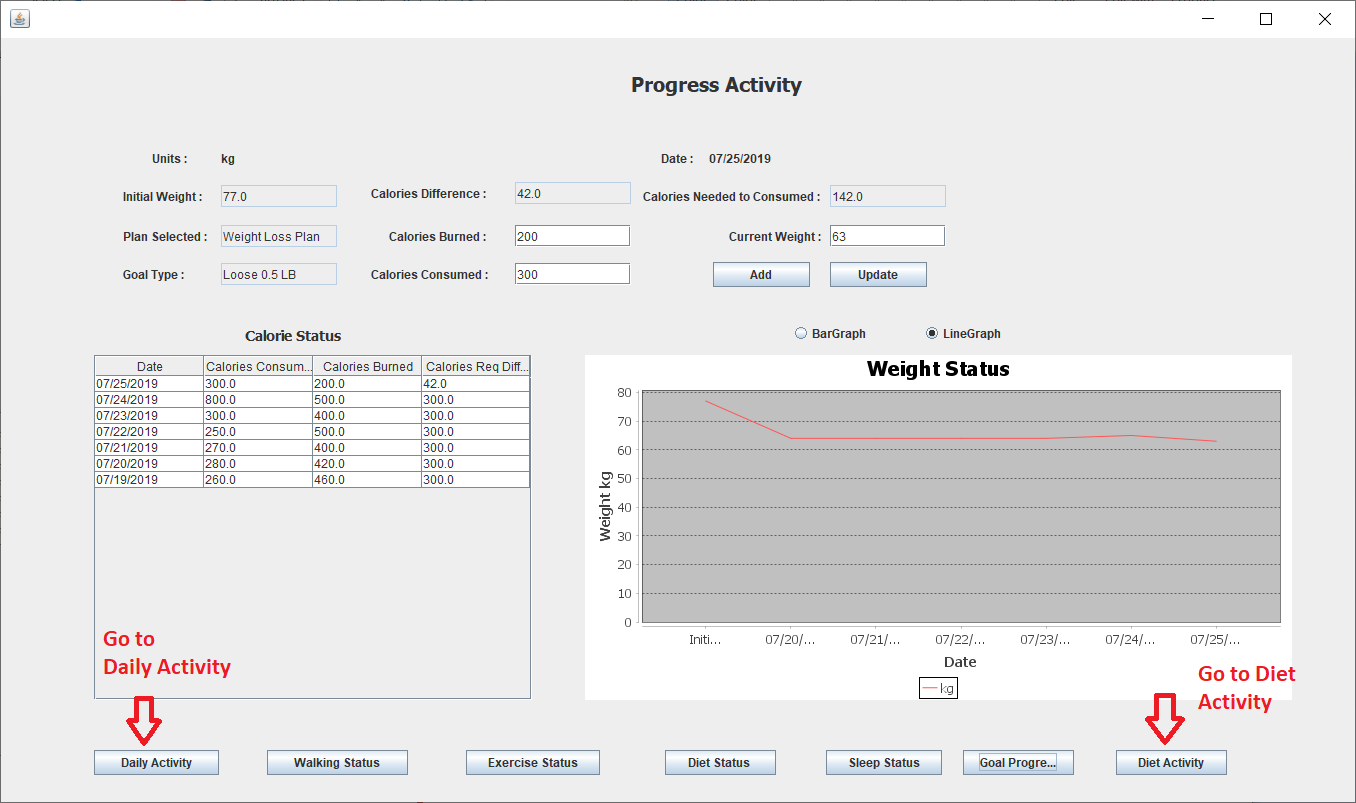 Progress Activity
Units : kg
Date : 07/25/2019
Initial Weight : 77.0
Calories Difference : 42.0
Calories Needed to Consumed : 142.0
Plan Selected : Weight Loss Plan
Calories Burned : 200
Current Weight : 63
Goal Type : Loose 0.5 LB
Calories Consumed : 300
Add Update
Calorie Status
Date Calories Consum... Calories Burned Calories Req Diff...
07/25/2019 300.0 200.0 42.0
07/24/2019 800.0 500.0 300.0
07/23/2019 300.0 400.0 300.0
07/22/2019 250.0 500.0 300.0
07/21/2019 270.0 400.0 300.0
07/20/2019 280.0 420.0 300.0
07/19/2019 260.0 460.0 300.0
BarGraph LineGraph
Weight Status
80
70
60
50
40
30
20
10
0
Weight kg
Initi... 07/20/... 07/21/... 07/22/... 07/23/... 07/24/... 07/25/...
Date
kg
Go to
Daily Activity
Go to Diet
Activity
Daily Activity Walking Status Exercise Status Diet Status Sleep Status Goal Progre... Diet Activity